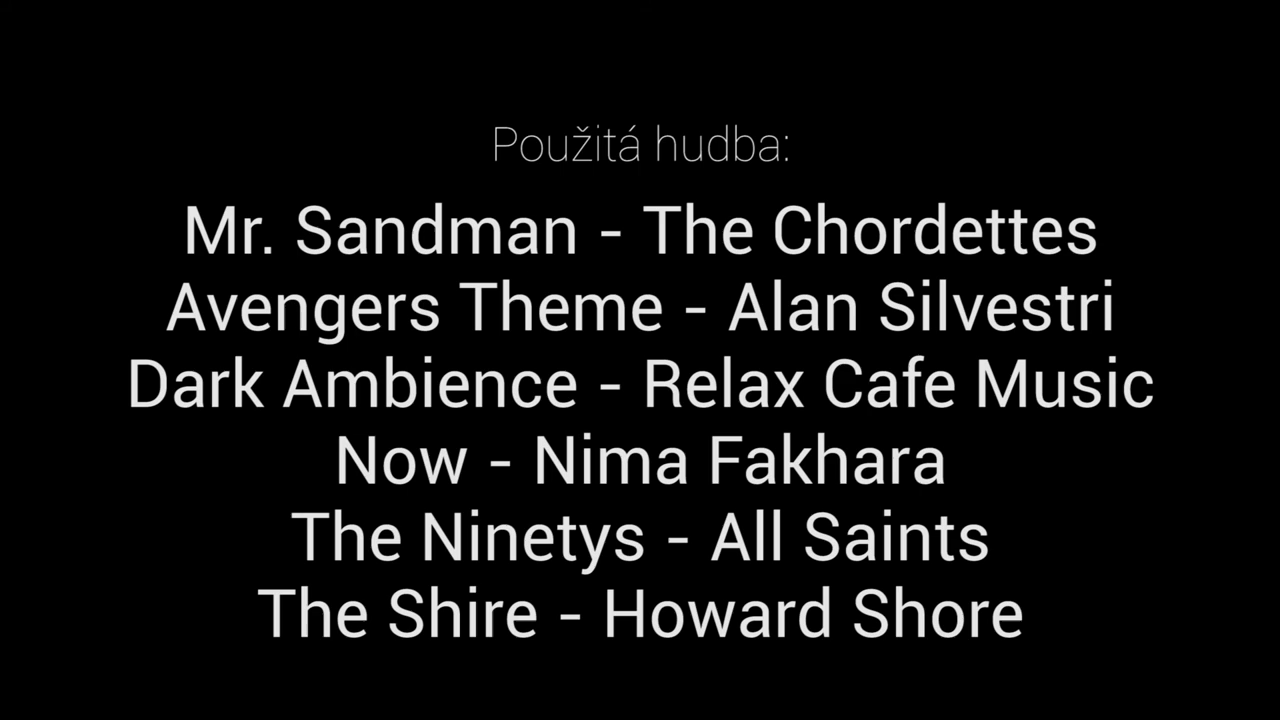 Použitá hudba:
Mr. Sandman - The Chordettes
Avengers Theme - Alan Silvestri
Dark Ambience - Relax Cafe Music
Now - Nima Fakhara
The Ninetys - All Saints
The Shire - Howard Shore